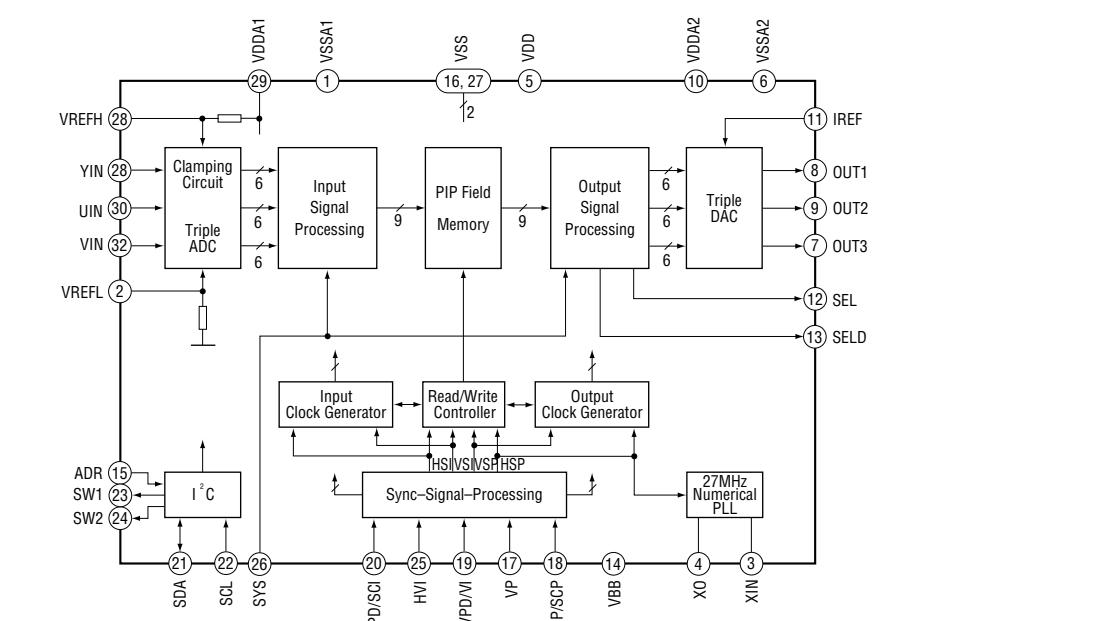 VDDA1
VSSA1
VSS
VDD
VDDA2
VSSA2
29
1
16, 27
5
10
6
2
VREFH 28
11 IREF
YIN 28
UIN 30
VIN 32
VREFL 2
Clamping
Circuit
Triple
ADC
6
6
6
Input
Signal
Processing
9
PIP Field
Memory
9
Output
Signal
Processing
6
6
6
Triple
DAC
8 OUT1
9 OUT2
7 OUT3
12 SEL
13 SELD
Input
Clock Generator
Read/Write
Controller
Output
Clock Generator
HSI VSI VSP HSP
ADR 15
SW1 23
SW2 24
I²C
Sync–Signal–Processing
27MHz
Numerical
PLL
21
22
26
20
25
19
17
18
14
4
3
SDA
SCL
SYS
PD/SCI
HVI
VPD/VI
VP
P/SCP
VBB
XO
XIN